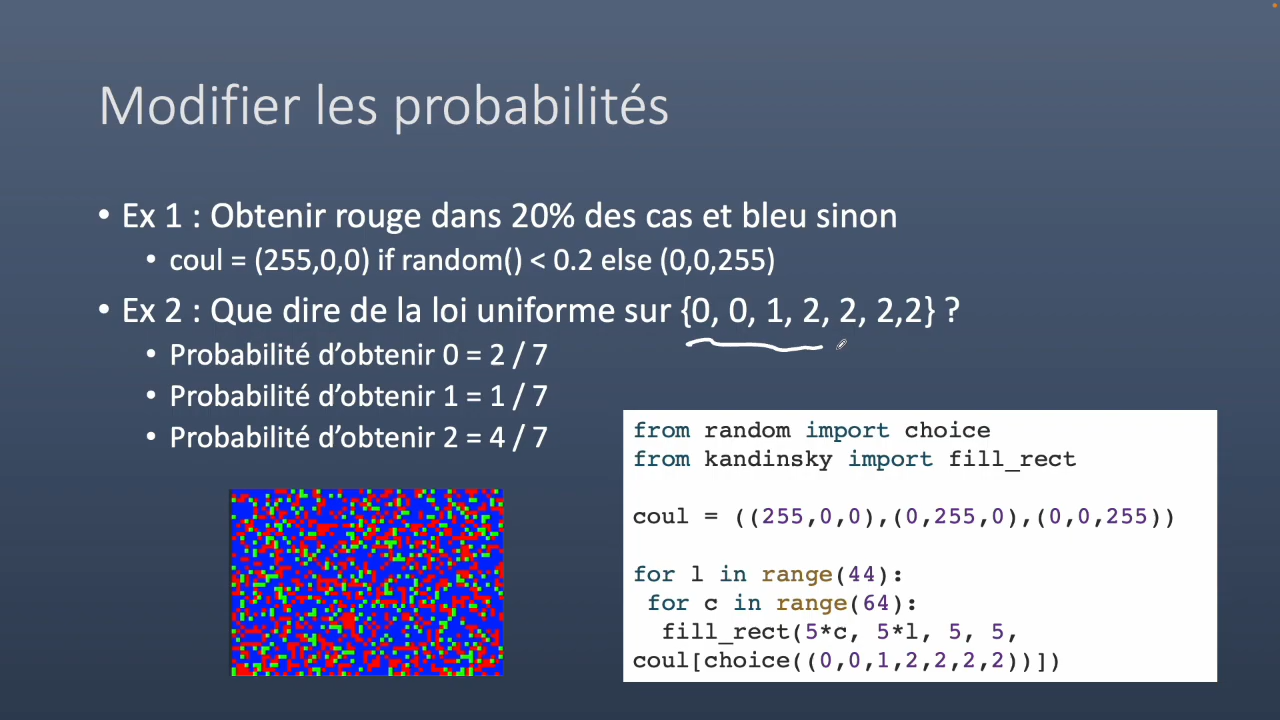 Modifier les probabilités
• Ex 1 : Obtenir rouge dans 20% des cas et bleu sinon
• coul = (255,0,0) if random() < 0.2 else (0,0,255)
• Ex 2 : Que dire de la loi uniforme sur {0, 0, 1, 2, 2, 2,2} ?
• Probabilité d’obtenir 0 = 2 / 7
• Probabilité d’obtenir 1 = 1 / 7
• Probabilité d’obtenir 2 = 4 / 7
from random import choice
from kandinsky import fill_rect
coul = ((255,0,0),(0,255,0),(0,0,255))
for l in range(44):
for c in range(64):
fill_rect(5*c, 5*l, 5, 5,
coul[choice((0,0,1,2,2,2,2))])